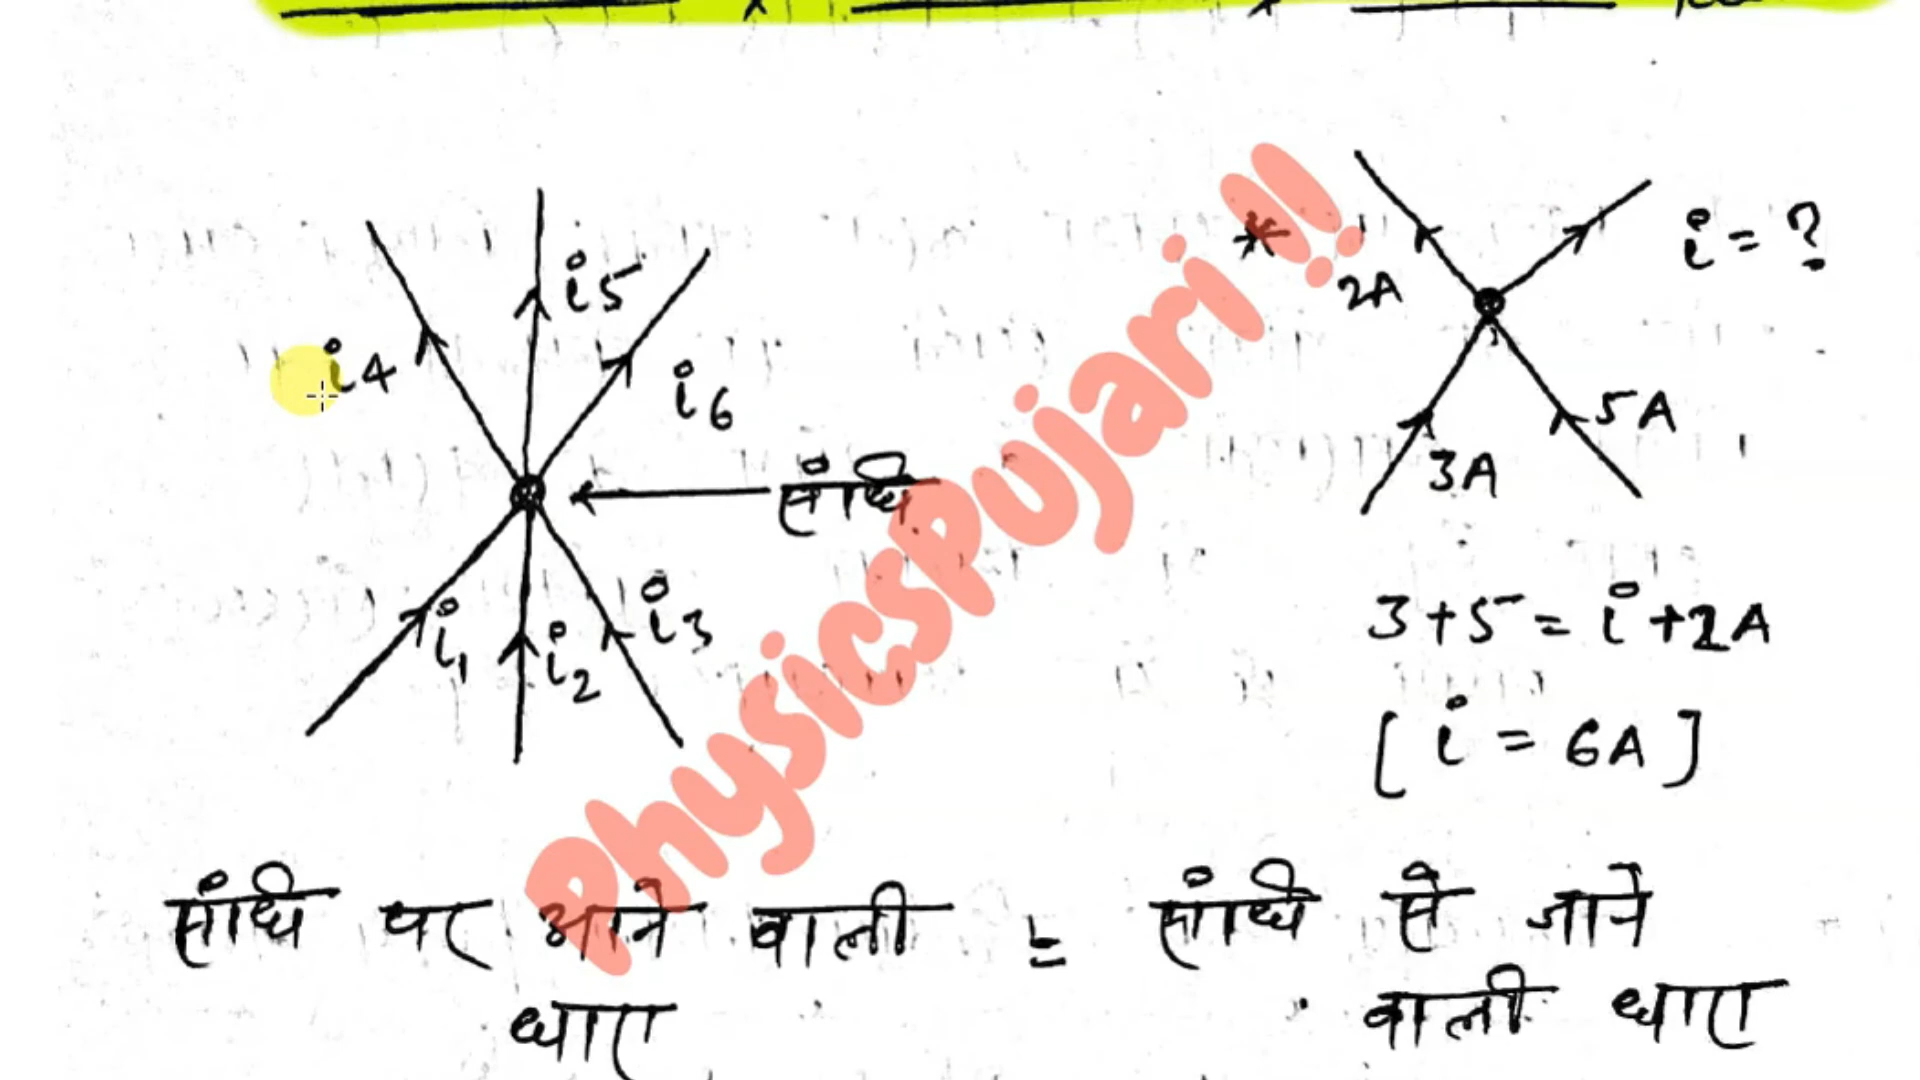 i5
i4
i6
संधि
i1
i2
i3
*
2A
i = ?
5A
3A
3+5 = i+2A
[ i = 6A ]
संधि पर आने वाली = संधि से जाने
धारा वाली धारा
PhysicsPujari !!